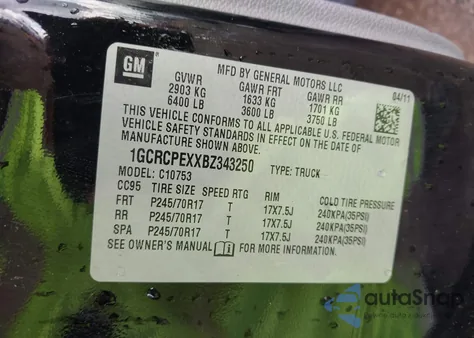 GM
MFD BY GENERAL MOTORS LLC
04/11
GVWR GAWR FRT GAWR RR
2903 KG 1633 KG 1701 KG
6400 LB 3600 LB 3750 LB
THIS VEHICLE CONFORMS TO ALL APPLICABLE U.S. FEDERAL MOTOR
VEHICLE SAFETY STANDARDS IN EFFECT ON THE DATE OF
MANUFACTURE SHOWN ABOVE.
1GCRCPEXXBZ343250 TYPE: TRUCK
MODEL: C10753
CC95 TIRE SIZE SPEED RTG RIM COLD TIRE PRESSURE
FRT P245/70R17 T 17X7.5J 240KPA(35PSI)
RR P245/70R17 T 17X7.5J 240KPA(35PSI)
SPA P245/70R17 T 17X7.5J 240KPA(35PSI)
SEE OWNER'S MANUAL FOR MORE INFORMATION.
autaSnap